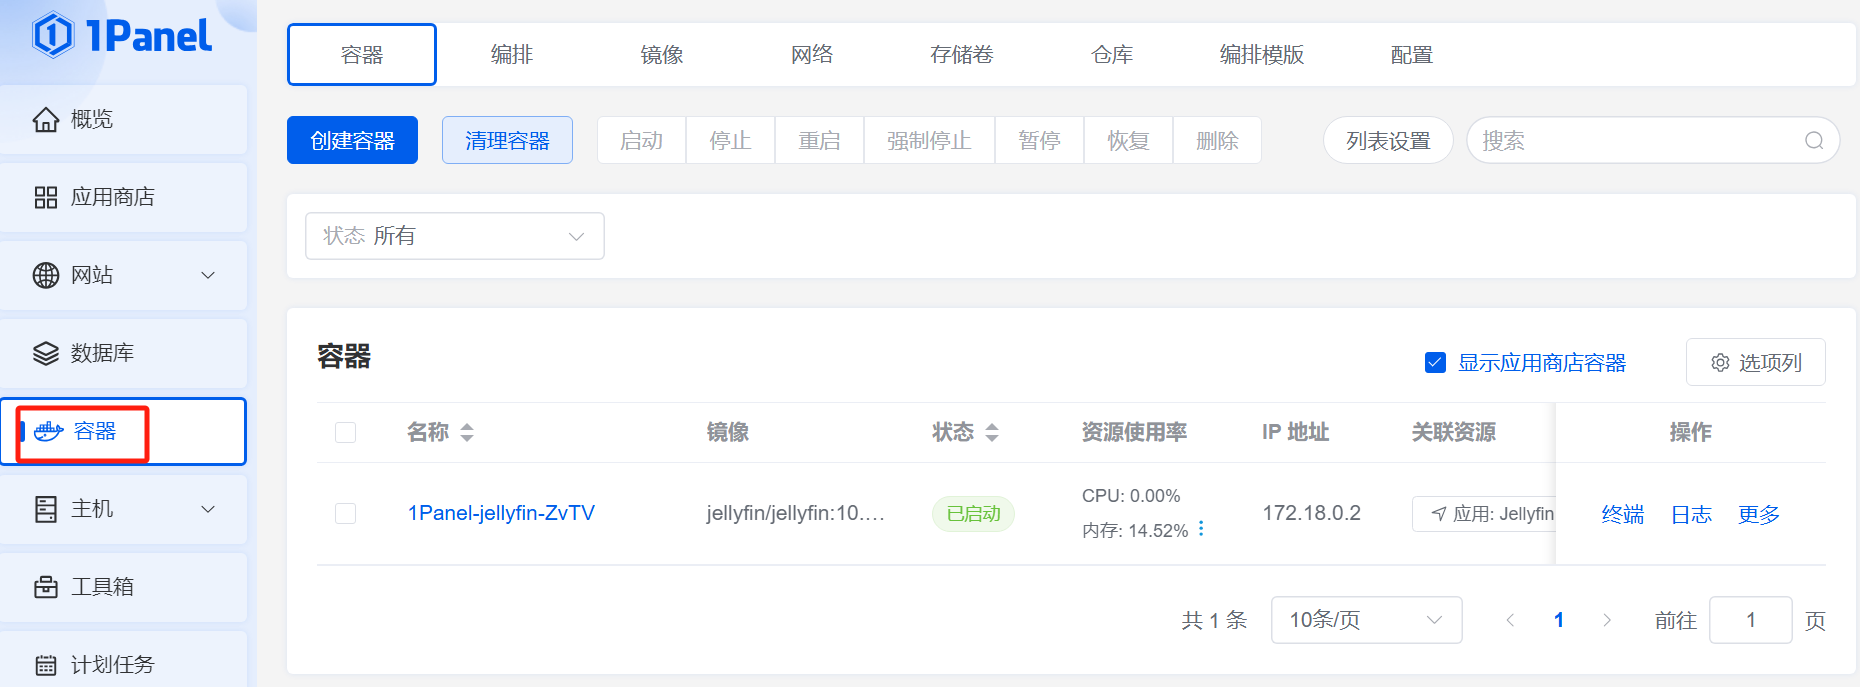 1Panel
概览
应用商店
网站
数据库
容器
主机
工具箱
计划任务
容器 编排 镜像 网络 存储卷 仓库 编排模版 配置
创建容器 清理容器 启动 停止 重启 强制停止 暂停 恢复 删除 列表设置 搜索
状态 所有
容器
显示应用商店容器 选项列
名称 镜像 状态 资源使用率 IP 地址 关联资源 操作
1Panel-jellyfin-ZvTV jellyfin/jellyfin:10.... 已启动 CPU: 0.00% 172.18.0.2 应用: Jellyfin 终端 日志 更多
内存: 14.52%
共 1 条 10条/页 1 前往 1 页